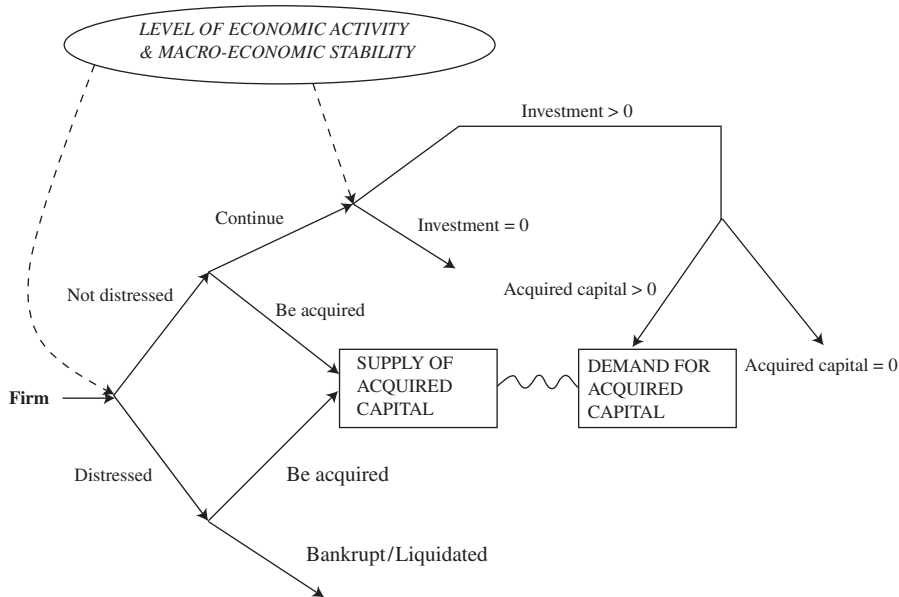 LEVEL OF ECONOMIC ACTIVITY
& MACRO-ECONOMIC STABILITY
Investment > 0
Continue
Investment = 0
Not distressed
Acquired capital > 0
Be acquired
SUPPLY OF
ACQUIRED
CAPITAL
DEMAND FOR
ACQUIRED
CAPITAL
Acquired capital = 0
Firm
Distressed
Be acquired
Bankrupt/Liquidated